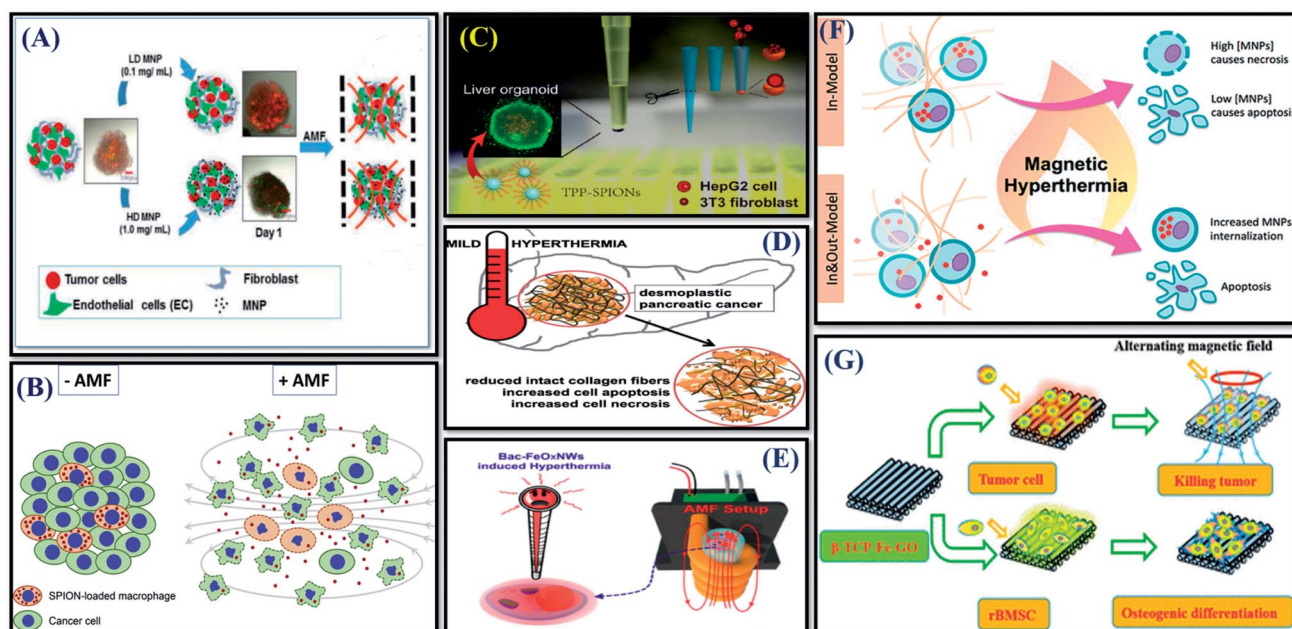 (A)
LD MNP
(0.1 mg/ mL)
AMF
HD MNP
(1.0 mg/mL)
Day 1
Tumor cells
Fibroblast
Endothelial cells (EC)
MNP
(B)
- AMF
+ AMF
SPION-loaded macrophage
Cancer cell
(C)
Liver organoid
TPP-SPIONs
HepG2 cell
3T3 fibroblast
(D)
MILD HYPERTHERMIA
desmoplastic
pancreatic cancer
reduced intact collagen fibers
increased cell apoptosis
increased cell necrosis
(E)
Bac-FeOxNWs
induced Hyperthermia
AMF Setup
(F)
In-Model
High [MNPs]
causes necrosis
Low [MNPs]
causes apoptosis
Magnetic
Hyperthermia
In&Out-Model
Increased MNPs
internalization
Apoptosis
(G)
Alternating magnetic field
Tumor cell
Killing tumor
β-TCP-Fe-GO
rBMSC
Osteogenic differentiation